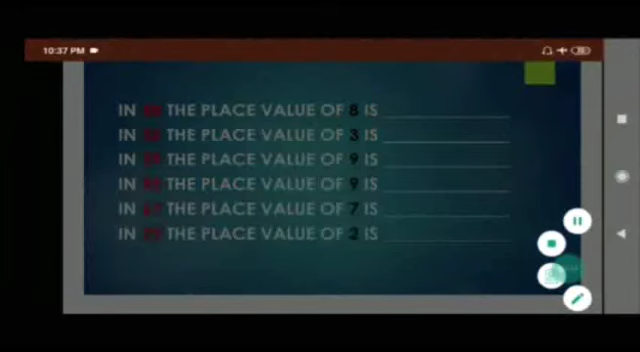 10:37 PM
IN THE PLACE VALUE OF 8 IS
IN THE PLACE VALUE OF 3 IS
IN THE PLACE VALUE OF 9 IS
IN THE PLACE VALUE OF 9 IS
IN THE PLACE VALUE OF 7 IS
IN THE PLACE VALUE OF 2 IS